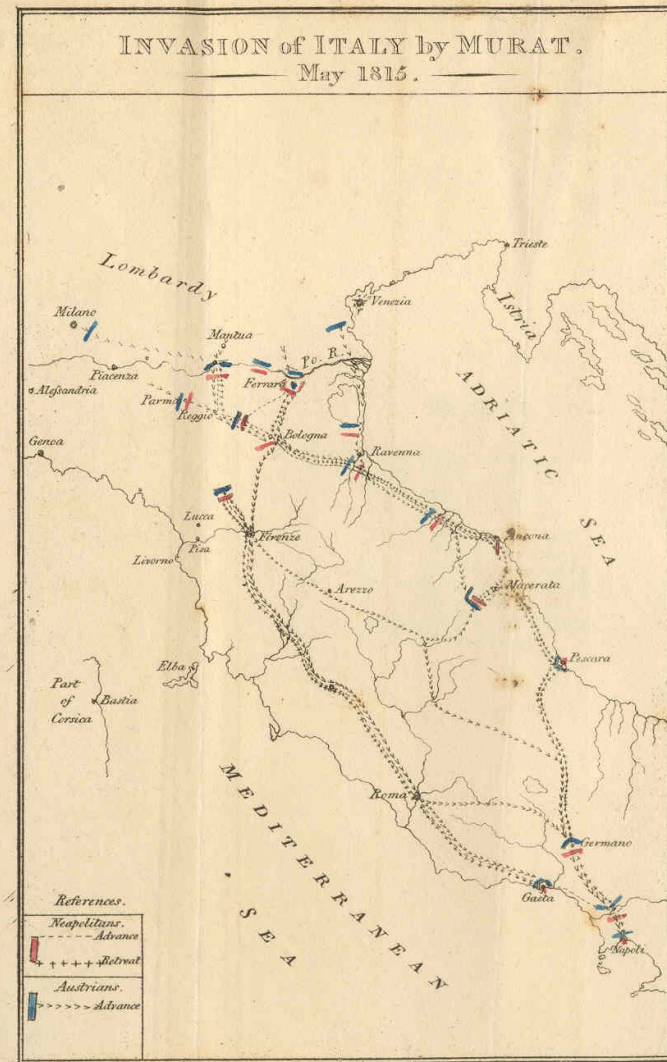 INVASION of ITALY by MURAT.
May 1815.
Trieste
Lombardy
Istria
Venezia
Milano
Mantua
Po R.
Piacenza
Ferrara
Alessandria
Parma
Reggio
ADRIATIC SEA
Bologna
Genoa
Ravenna
Lucca
Firenze
Ancona
Pisa
Livorno
Arezzo
Macerata
Elba
Pescara
Part
of
Corsica
Bastia
MEDITERRANEAN
SEA
Roma
Germano
Gaeta
Napoli
References.
Neapolitans.
Advance
Retreat
Austrians.
Advance